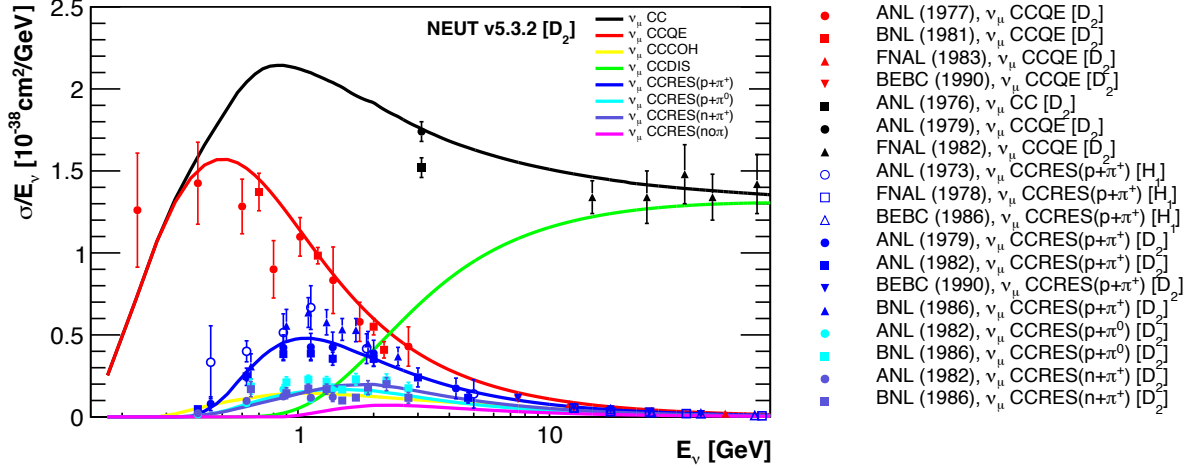 2.5
2
1.5
1
0.5
0
σ/Eν [10⁻³⁸cm²/GeV]
NEUT v5.3.2 [D₂]
νμ CC
νμ CCQE
νμ CCCOH
νμ CCDIS
νμ CCRES(p+π⁺)
νμ CCRES(p+π⁰)
νμ CCRES(n+π⁺)
νμ CCRES(noπ)
1
10
Eν [GeV]
ANL (1977), νμ CCQE [D₂]
BNL (1981), νμ CCQE [D₂]
FNAL (1983), νμ CCQE [D₂]
BEBC (1990), νμ CCQE [D₂]
ANL (1976), νμ CC [D₂]
ANL (1979), νμ CCQE [D₂]
FNAL (1982), νμ CCQE [D₂]
ANL (1973), νμ CCRES(p+π⁺) [H₁]
FNAL (1978), νμ CCRES(p+π⁺) [H₁]
BEBC (1986), νμ CCRES(p+π⁺) [H₁]
ANL (1979), νμ CCRES(p+π⁺) [D₂]
ANL (1982), νμ CCRES(p+π⁺) [D₂]
BEBC (1990), νμ CCRES(p+π⁺) [D₂]
BNL (1986), νμ CCRES(p+π⁺) [D₂]
ANL (1982), νμ CCRES(p+π⁰) [D₂]
BNL (1986), νμ CCRES(p+π⁰) [D₂]
ANL (1982), νμ CCRES(n+π⁺) [D₂]
BNL (1986), νμ CCRES(n+π⁺) [D₂]